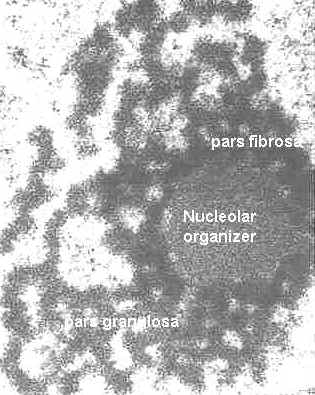 pars fibrosa
Nucleolar
organizer
pars granulosa